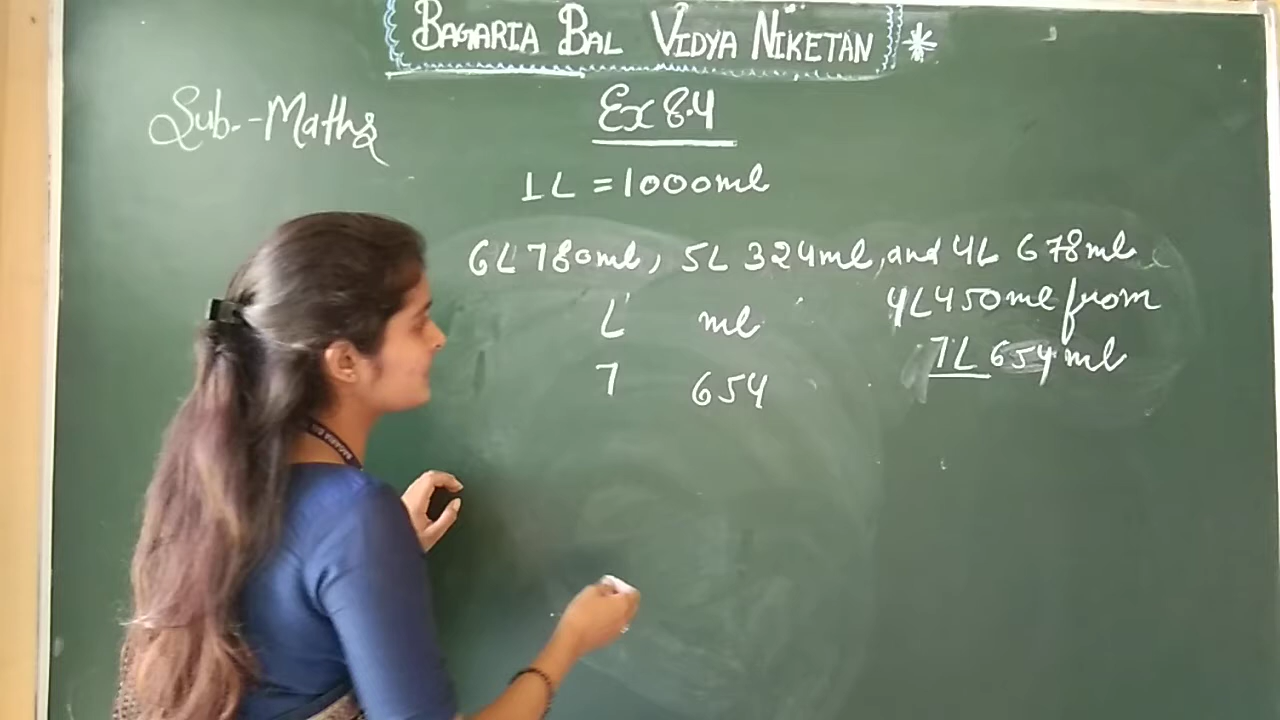 BAGARIA BAL VIDYA NIKETAN *
Sub.-Maths
Ex 8.4
1L = 1000ml
6L 780ml, 5L 324ml, and 4L 678ml
4L 450ml from
7L 654ml
L ml
7 654